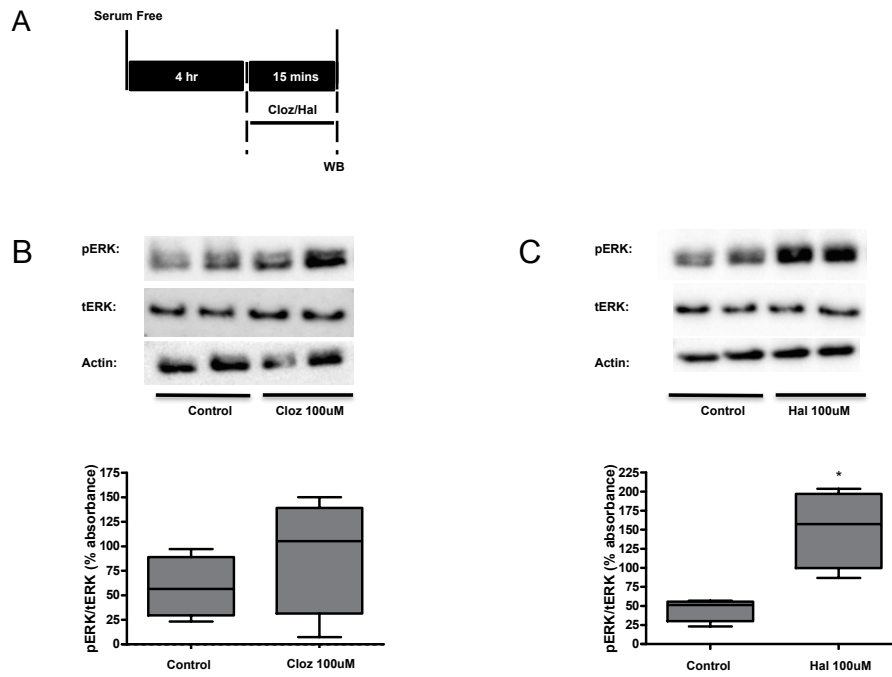 A
Serum Free
4 hr
15 mins
Cloz/Hal
WB
B
pERK:
tERK:
Actin:
Control
Cloz 100uM
pERK/tERK (% absorbance)
175
150
125
100
75
50
25
0
Control
Cloz 100uM
C
pERK:
tERK:
Actin:
Control
Hal 100uM
pERK/tERK (% absorbance)
225
200
175
150
125
100
75
50
25
0
*
Control
Hal 100uM